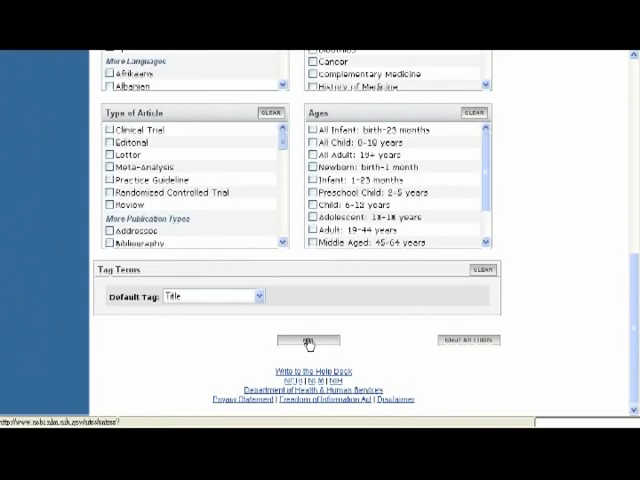 More Languages
Afrikaans
Albanian
Bioethics
Cancer
Complementary Medicine
History of Medicine
Type of Article
CLEAR
Clinical Trial
Editorial
Letter
Meta-Analysis
Practice Guideline
Randomized Controlled Trial
Review
More Publication Types
Addresses
Bibliography
Ages
CLEAR
All Infant: birth-23 months
All Child: 0-18 years
All Adult: 19+ years
Newborn: birth-1 month
Infant: 1-23 months
Preschool Child: 2-5 years
Child: 6-12 years
Adolescent: 13-18 years
Adult: 19-44 years
Middle Aged: 45-64 years
Tag Terms
CLEAR
Default Tag: Title
CLEAR ALL LIMITS
Write to the Help Desk
NCBI | NLM | NIH
Department of Health & Human Services
Privacy Statement | Freedom of Information Act | Disclaimer